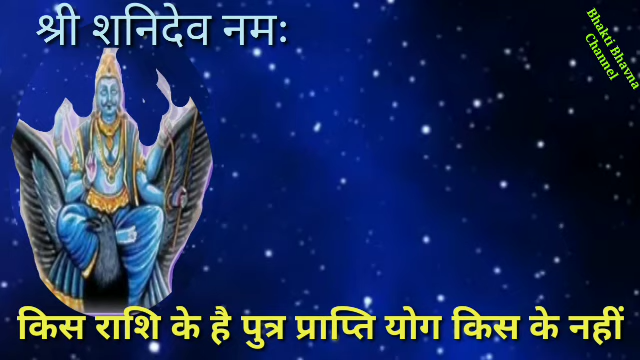 श्री शनिदेव नमः
Bhakti Bhavna
Channel
किस राशि के है पुत्र प्राप्ति योग किस के नहीं